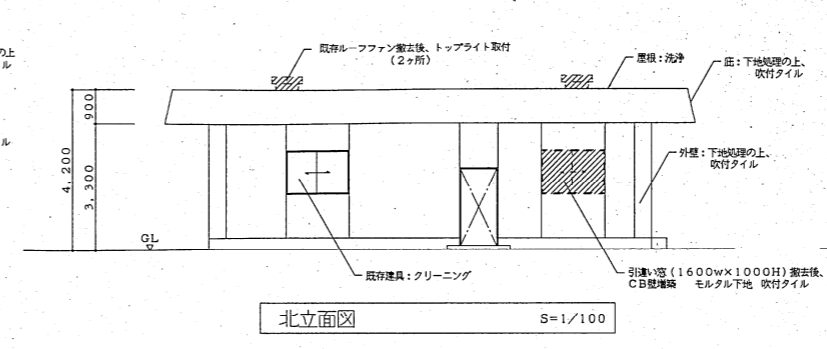 の上
ル
ル
既存ルーフファン撤去後、トップライト取付
(2ヶ所)
屋根：洗浄
庇：下地処理の上、
吹付タイル
900
4,200
3,300
外壁：下地処理の上、
吹付タイル
GL
既存建具：クリーニング
引違い窓(1600w×1000H)撤去後、
CB壁増築 モルタル下地 吹付タイル
北立面図 S=1/100